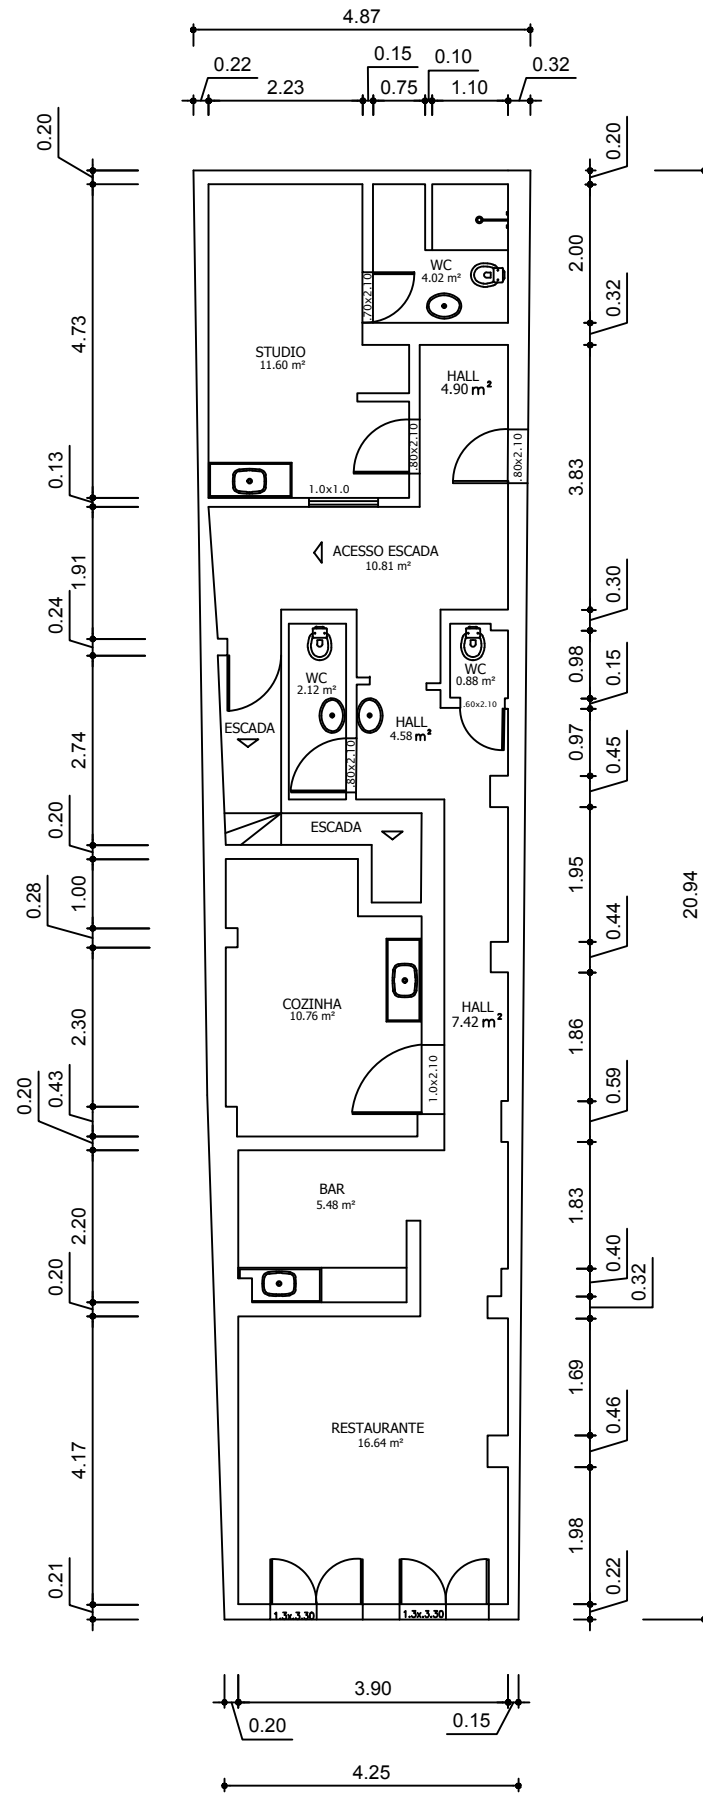 4.87
0.22
2.23
0.15
0.75
0.10
1.10
0.32
0.20
4.73
0.13
1.91
0.24
2.74
0.20
1.00
0.28
2.30
0.43
0.20
2.20
0.20
4.17
0.21
WC
4.02 m²
.70x2.10
STUDIO
11.60 m²
HALL
4.90 m²
.80x2.10
.80x2.10
1.0x1.0
ACESSO ESCADA
10.81 m²
WC
2.12 m²
WC
0.88 m²
.60x2.10
ESCADA
HALL
4.58 m²
.80x2.10
ESCADA
COZINHA
10.76 m²
HALL
7.42 m²
1.0x2.10
BAR
5.48 m²
RESTAURANTE
16.64 m²
1.3x.3.30
1.3x.3.30
0.20
2.00
0.32
3.83
0.30
0.98
0.15
0.97
0.45
1.95
0.44
1.86
0.59
1.83
0.40
0.32
1.69
0.46
1.98
0.22
20.94
3.90
0.20
0.15
4.25